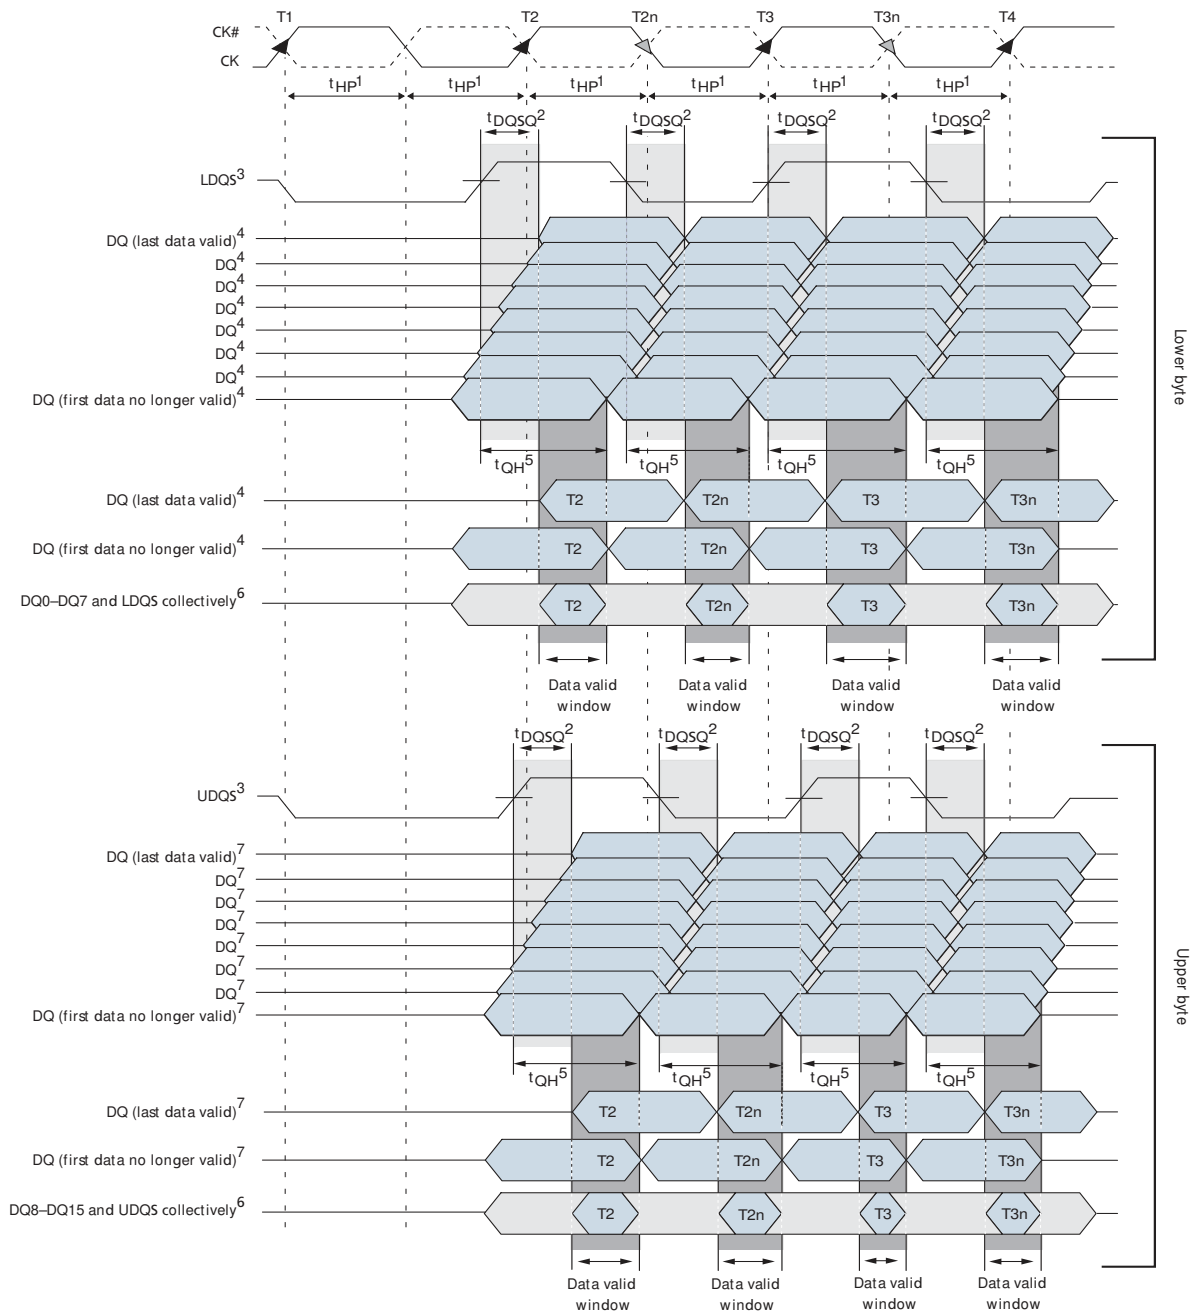 T1 T2 T2n T3 T3n T4
CK#
CK
tHP1 tHP1 tHP1 tHP1 tHP1 tHP1
tDQSQ2 tDQSQ2 tDQSQ2 tDQSQ2
LDQS3
DQ (last data valid)4
DQ4
DQ4
DQ4
DQ4
DQ4
DQ4
DQ (first data no longer valid)4
Lower byte
tQH5 tQH5 tQH5 tQH5
DQ (last data valid)4 T2 T2n T3 T3n
DQ (first data no longer valid)4 T2 T2n T3 T3n
DQ0–DQ7 and LDQS collectively6 T2 T2n T3 T3n
Data valid Data valid Data valid Data valid
window window window window
tDQSQ2 tDQSQ2 tDQSQ2 tDQSQ2
UDQS3
DQ (last data valid)7
DQ7
DQ7
DQ7
DQ7
DQ7
DQ7
DQ (first data no longer valid)7
Upper byte
tQH5 tQH5 tQH5 tQH5
DQ (last data valid)7 T2 T2n T3 T3n
DQ (first data no longer valid)7 T2 T2n T3 T3n
DQ8–DQ15 and UDQS collectively6 T2 T2n T3 T3n
Data valid Data valid Data valid Data valid
window window window window